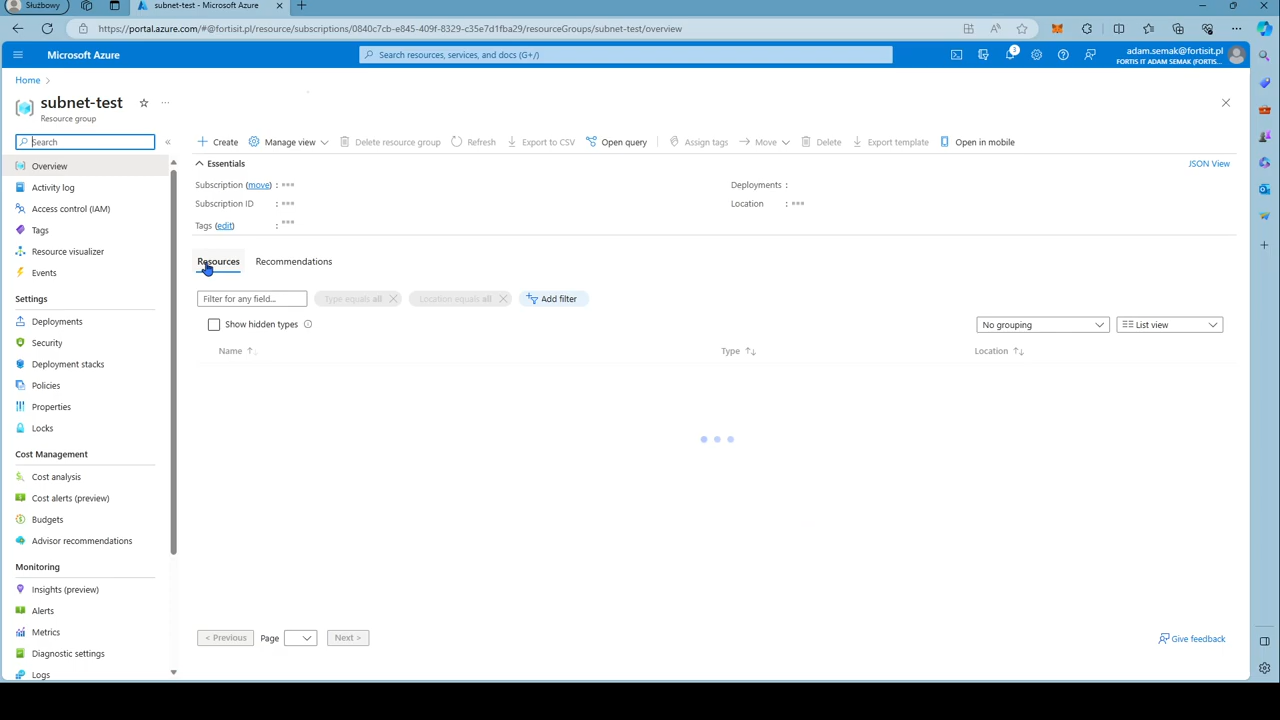 Służbowy
subnet-test - Microsoft Azure
https://portal.azure.com/#@fortisit.pl/resource/subscriptions/0840c7cb-e845-409f-8329-c35e7d1fba29/resourceGroups/subnet-test/overview
Microsoft Azure
Search resources, services, and docs (G+/)
3
adam.semak@fortisit.pl
FORTIS IT ADAM SEMAK (FORTIS...
Home
subnet-test
Resource group
Search
Create
Manage view
Delete resource group
Refresh
Export to CSV
Open query
Assign tags
Move
Delete
Export template
Open in mobile
Essentials
JSON View
Subscription (move) :
Deployments :
Subscription ID :
Location :
Tags (edit) :
Overview
Activity log
Access control (IAM)
Tags
Resource visualizer
Events
Settings
Deployments
Security
Deployment stacks
Policies
Properties
Locks
Cost Management
Cost analysis
Cost alerts (preview)
Budgets
Advisor recommendations
Monitoring
Insights (preview)
Alerts
Metrics
Diagnostic settings
Logs
Resources
Recommendations
Filter for any field...
Type equals all
Location equals all
Add filter
Show hidden types
No grouping
List view
Name
Type
Location
< Previous
Page
Next >
Give feedback